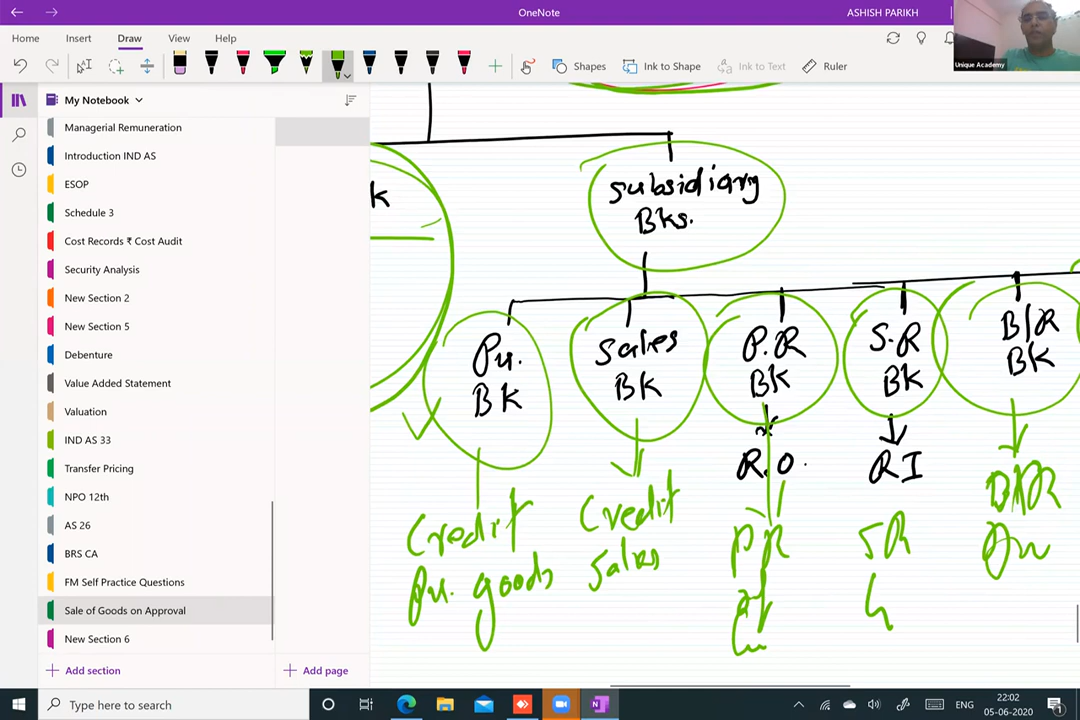 OneNote
ASHISH PARIKH
Home Insert Draw View Help
Unique Academy
Shapes Ink to Shape Ink to Text Ruler
My Notebook
Managerial Remuneration
Introduction IND AS
ESOP
Schedule 3
Cost Records ₹ Cost Audit
Security Analysis
New Section 2
New Section 5
Debenture
Value Added Statement
Valuation
IND AS 33
Transfer Pricing
NPO 12th
AS 26
BRS CA
FM Self Practice Questions
Sale of Goods on Approval
New Section 6
Add section
Add page
k
Subsidiary
Bks.
Pu.
BK
Sales
BK
P.R
BK
S.R
BK
B/R
BK
R.O.
RI
Credit
Pu. goods
Credit
Sales
PR
SR
Type here to search
ENG
22:02
05-06-2020
1